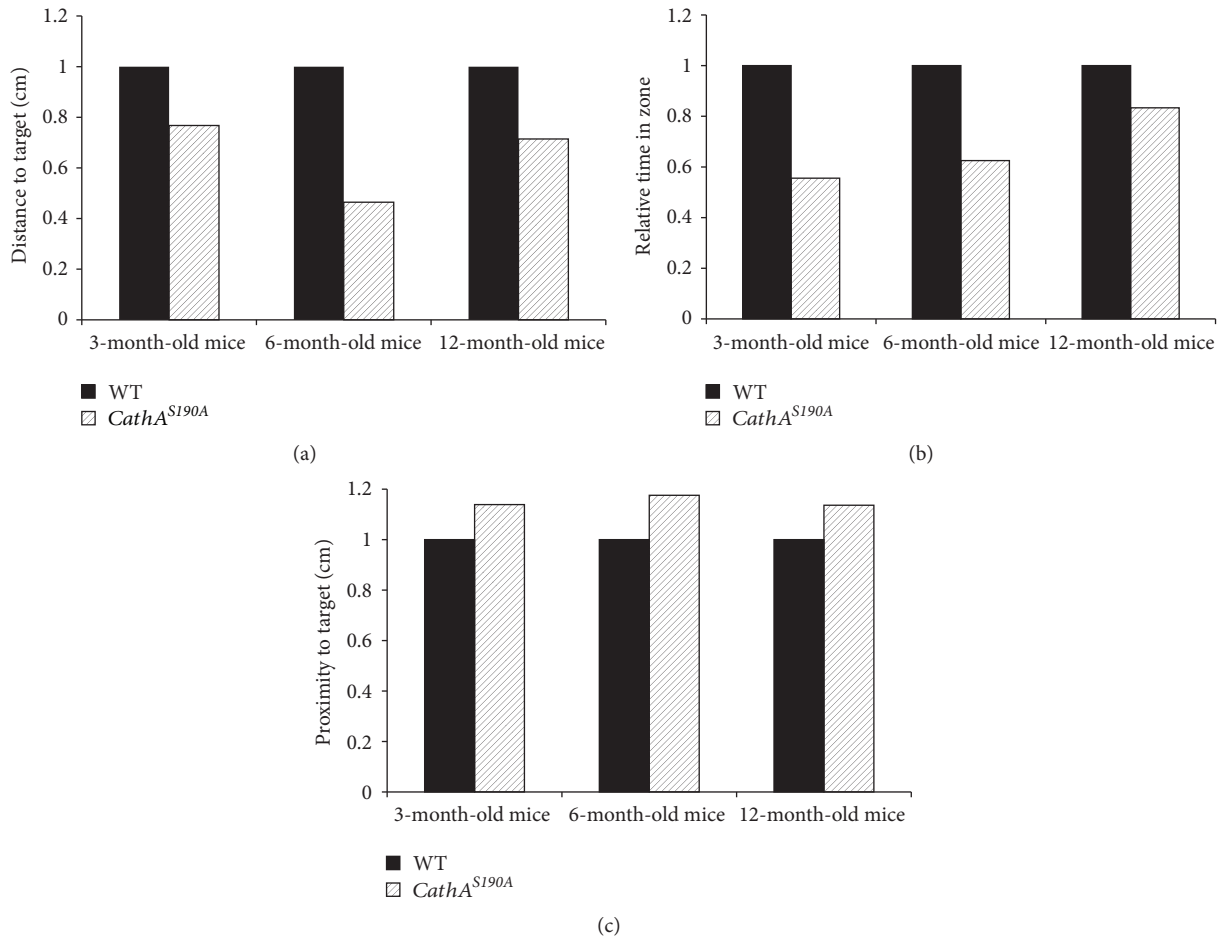 1.2
1
0.8
0.6
0.4
0.2
0
Distance to target (cm)
3-month-old mice 6-month-old mice 12-month-old mice
WT
CathA^S190A
(a)
1.2
1
0.8
0.6
0.4
0.2
0
Relative time in zone
3-month-old mice 6-month-old mice 12-month-old mice
WT
CathA^S190A
(b)
1.2
1
0.8
0.6
0.4
0.2
0
Proximity to target (cm)
3-month-old mice 6-month-old mice 12-month-old mice
WT
CathA^S190A
(c)